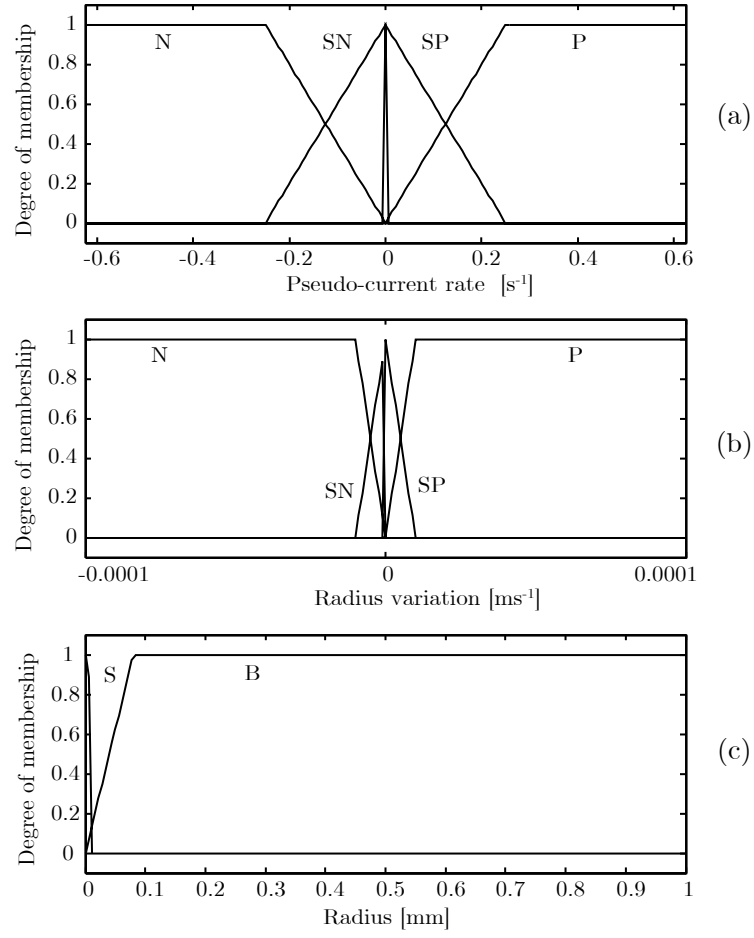 1
0.8
0.6
0.4
0.2
0
Degree of membership
N
SN
SP
P
(a)
-0.6
-0.4
-0.2
0
0.2
0.4
0.6
Pseudo-current rate [s-1]
1
0.8
0.6
0.4
0.2
0
Degree of membership
N
SN
SP
P
(b)
-0.0001
0
0.0001
Radius variation [ms-1]
1
0.8
0.6
0.4
0.2
0
Degree of membership
S
B
(c)
0
0.1
0.2
0.3
0.4
0.5
0.6
0.7
0.8
0.9
1
Radius [mm]